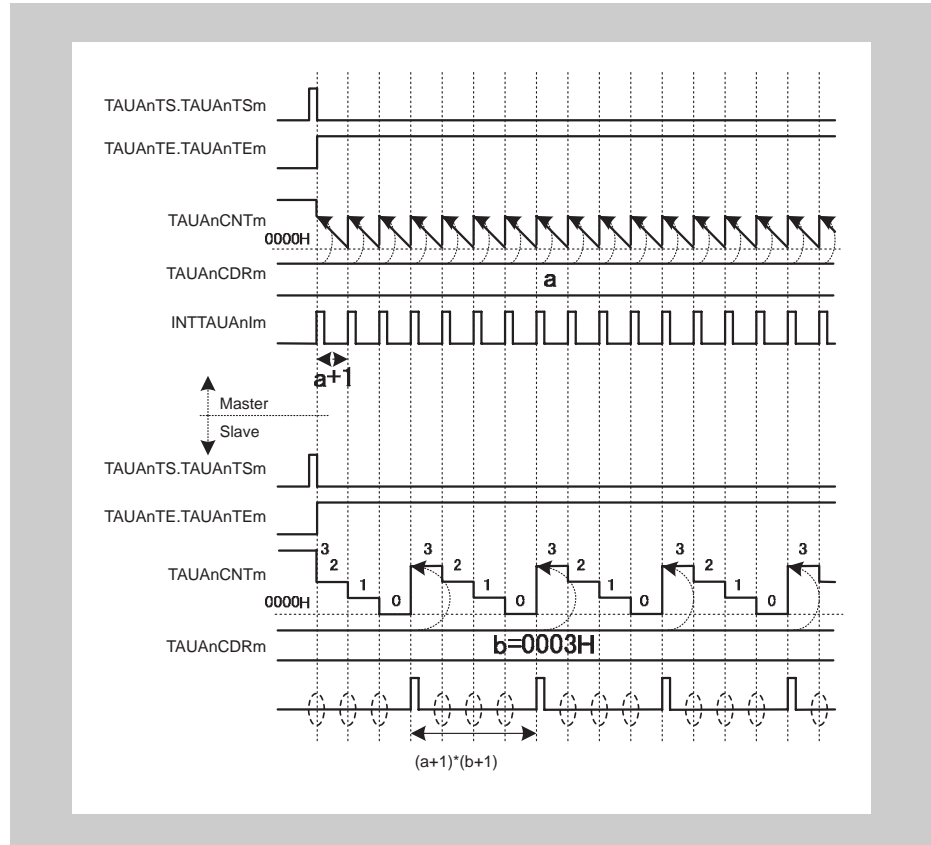 TAUAnTS.TAUAnTSm
TAUAnTE.TAUAnTEm
TAUAnCNTm
0000H
TAUAnCDRm
a
INTTAUAnIm
a+1
Master
Slave
TAUAnTS.TAUAnTSm
TAUAnTE.TAUAnTEm
3 3 3 3 3
2 2 2 2
TAUAnCNTm
1 1 1 1
0000H 0 0 0 0
TAUAnCDRm
b=0003H
(a+1)*(b+1)